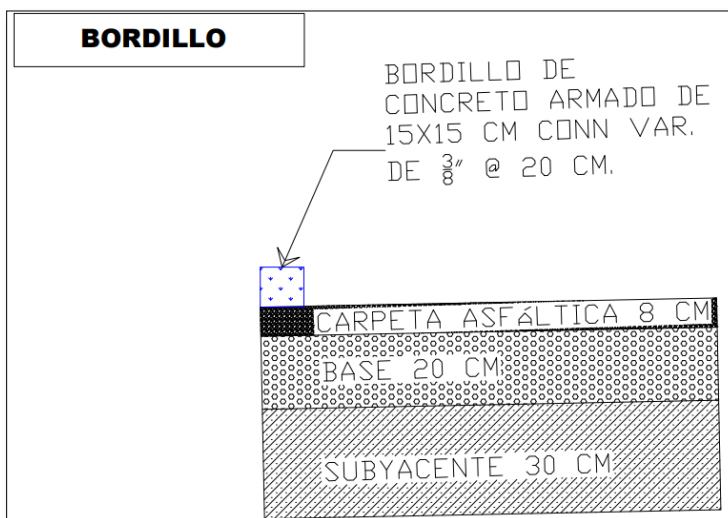 BORDILLO
BORDILLO DE
CONCRETO ARMADO DE
15X15 CM CONN VAR.
DE 3/8" @ 20 CM.
CARPETA ASFáLTICA 8 CM
BASE 20 CM
SUBYACENTE 30 CM